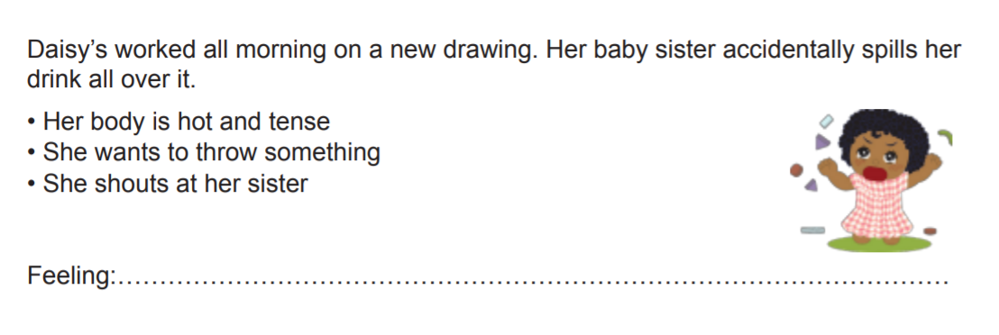 Daisy’s worked all morning on a new drawing. Her baby sister accidentally spills her
drink all over it.
• Her body is hot and tense
• She wants to throw something
• She shouts at her sister
Feeling:..........................................................................................